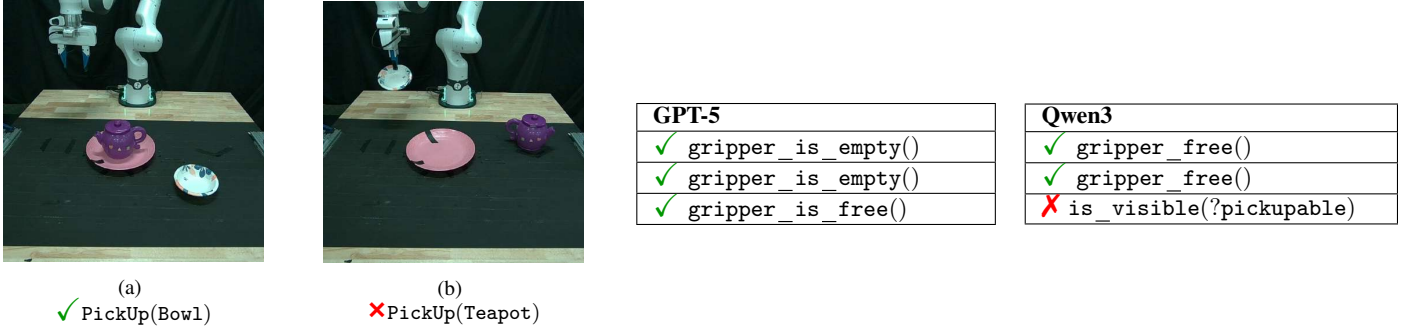 (a)
✓ PickUp(Bowl)
(b)
✗ PickUp(Teapot)
GPT-5
✓ gripper_is_empty()
✓ gripper_is_empty()
✓ gripper_is_free()
Qwen3
✓ gripper_free()
✓ gripper_free()
✗ is_visible(?pickupable)